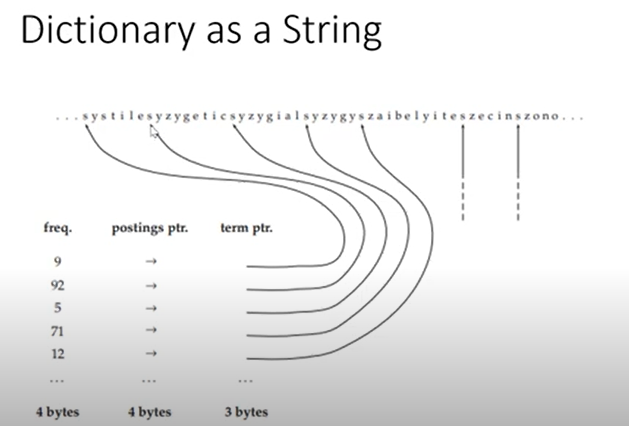 Dictionary as a String
...systilesyzygeticsyzygialsyzygyszaibelyiteszecinszono...
freq. postings ptr. term ptr.
9 →
92 →
5 →
71 →
12 →
... ... ...
4 bytes 4 bytes 3 bytes